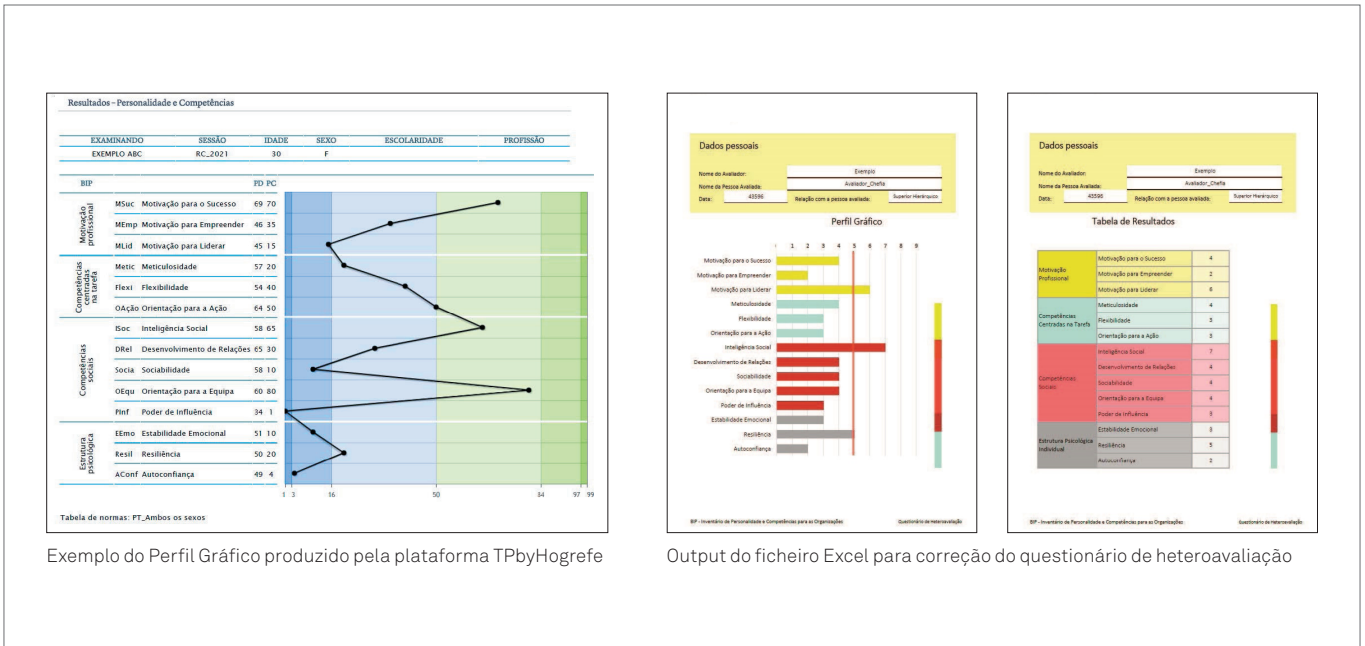 Resultados – Personalidade e Competências
EXAMINANDO SESSÃO IDADE SEXO ESCOLARIDADE PROFISSÃO
EXEMPLO ABC RC_2021 30 F
BIP PD PC
Motivação profissional
MSuc Motivação para o Sucesso 69 70
MEmp Motivação para Empreender 46 35
MLid Motivação para Liderar 45 15
Competências centradas na tarefa
Metic Meticulosidade 57 20
Flexi Flexibilidade 54 40
OAção Orientação para a Ação 64 50
Competências sociais
ISoc Inteligência Social 58 65
DRel Desenvolvimento de Relações 65 30
Socia Sociabilidade 58 10
OEqu Orientação para a Equipa 60 80
PInf Poder de Influência 34 1
Estrutura psicológica
EEmo Estabilidade Emocional 51 10
Resil Resiliência 50 20
AConf Autoconfiança 49 4
1 3 16 50 84 97 99
Tabela de normas: PT_Ambos os sexos
Exemplo do Perfil Gráfico produzido pela plataforma TPbyHogrefe
Dados pessoais
Nome do Avaliador: Exemplo
Nome da Pessoa Avaliada: Avaliador_Chefia
Data: 43596 Relação com a pessoa avaliada: Superior Hierárquico
Perfil Gráfico
1 2 3 4 5 6 7 8 9
Motivação para o Sucesso
Motivação para Empreender
Motivação para Liderar
Meticulosidade
Flexibilidade
Orientação para a Ação
Inteligência Social
Desenvolvimento de Relações
Sociabilidade
Orientação para a Equipa
Poder de Influência
Estabilidade Emocional
Resiliência
Autoconfiança
BIP - Inventário de Personalidade e Competências para as Organizações Questionário de Heteroavaliação
Dados pessoais
Nome do Avaliador: Exemplo
Nome da Pessoa Avaliada: Avaliador_Chefia
Data: 43596 Relação com a pessoa avaliada: Superior Hierárquico
Tabela de Resultados
Motivação Profissional
Motivação para o Sucesso 4
Motivação para Empreender 2
Motivação para Liderar 6
Competências Centradas na Tarefa
Meticulosidade 4
Flexibilidade
Orientação para a Ação
Competências Sociais
Inteligência Social 7
Desenvolvimento de Relações 4
Sociabilidade 4
Orientação para a Equipa 4
Poder de Influência
Estrutura Psicológica Individual
Estabilidade Emocional
Resiliência 5
Autoconfiança
BIP - Inventário de Personalidade e Competências para as Organizações Questionário de Heteroavaliação
Output do ficheiro Excel para correção do questionário de heteroavaliação